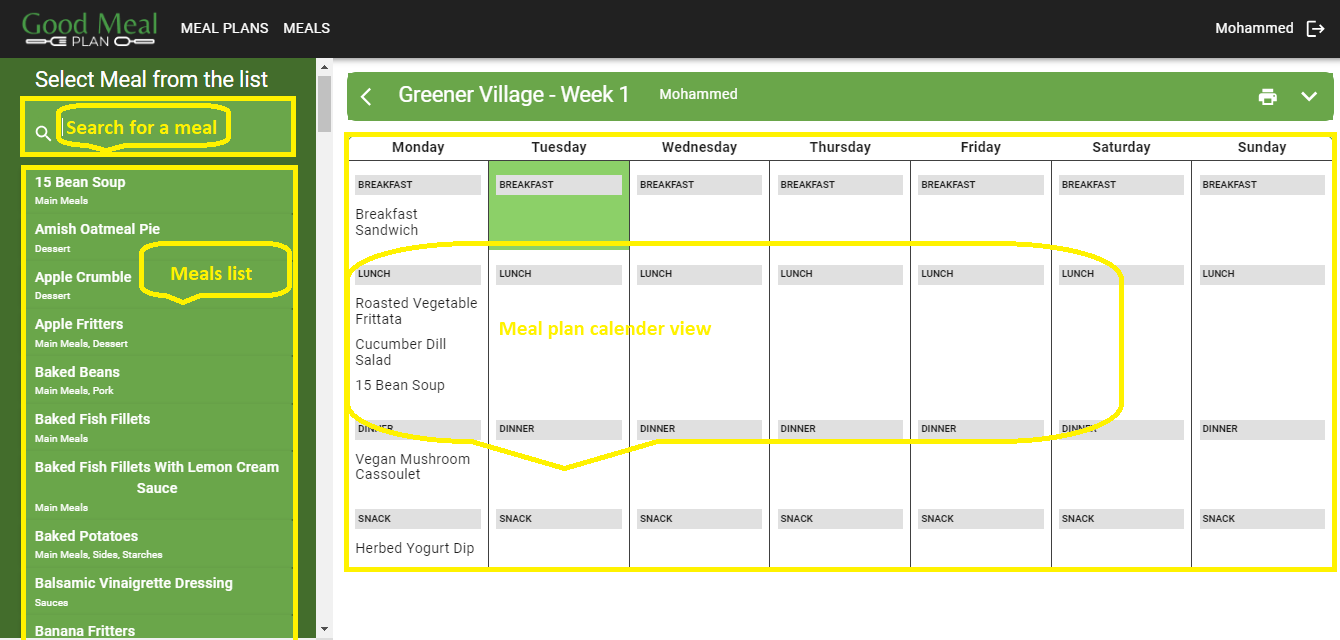 Good Meal
PLAN
MEAL PLANS MEALS
Mohammed
Select Meal from the list
Search for a meal
15 Bean Soup
Main Meals
Amish Oatmeal Pie
Dessert
Apple Crumble
Dessert
Meals list
Apple Fritters
Main Meals, Dessert
Baked Beans
Main Meals, Pork
Baked Fish Fillets
Main Meals
Baked Fish Fillets With Lemon Cream
Sauce
Main Meals
Baked Potatoes
Main Meals, Sides, Starches
Balsamic Vinaigrette Dressing
Sauces
Banana Fritters
Greener Village - Week 1 Mohammed
Monday Tuesday Wednesday Thursday Friday Saturday Sunday
BREAKFAST BREAKFAST BREAKFAST BREAKFAST BREAKFAST BREAKFAST BREAKFAST
Breakfast
Sandwich
LUNCH LUNCH LUNCH LUNCH LUNCH LUNCH LUNCH
Roasted Vegetable
Frittata
Meal plan calender view
Cucumber Dill
Salad
15 Bean Soup
DINNER DINNER DINNER DINNER DINNER DINNER DINNER
Vegan Mushroom
Cassoulet
SNACK SNACK SNACK SNACK SNACK SNACK SNACK
Herbed Yogurt Dip